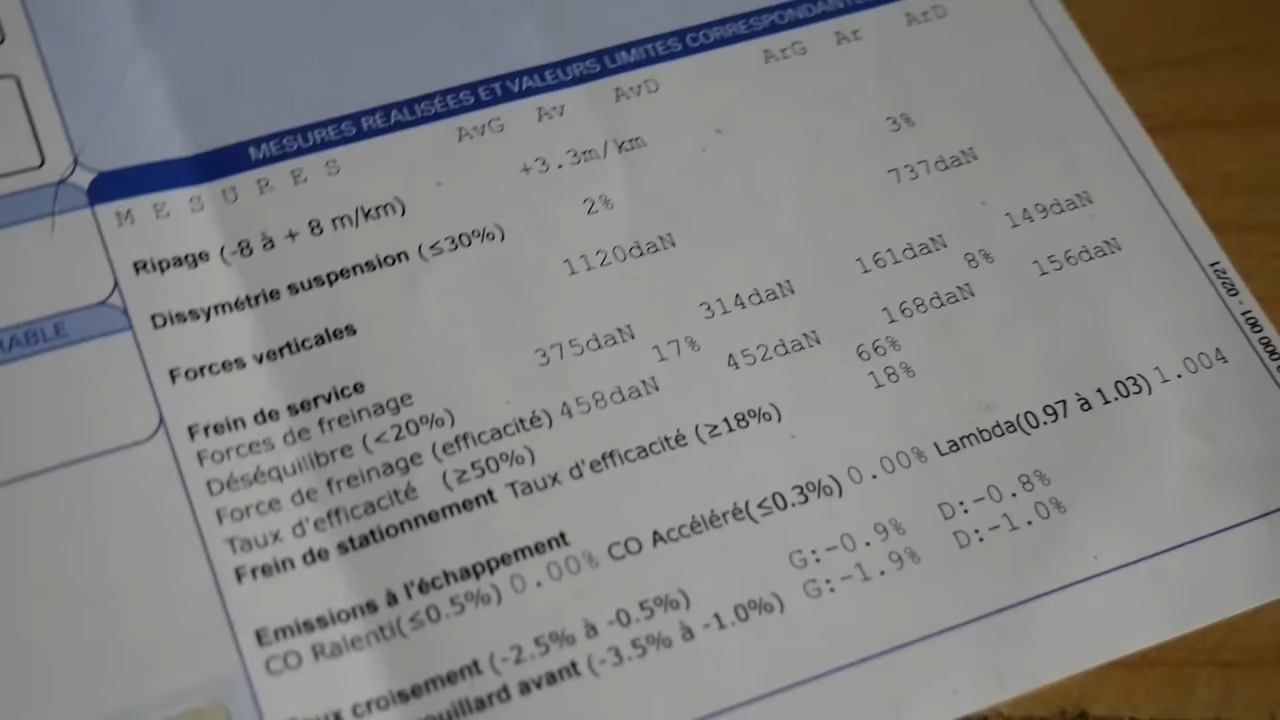 MESURES RÉALISÉES ET VALEURS LIMITES CORRESPONDANTES
M E S U R E S AvG Av AvD ArG Ar ArD
Ripage (-8 à + 8 m/km) +3.3m/km
Dissymétrie suspension (≤30%) 2% 3%
Forces verticales 1120daN 737daN
Frein de service
Forces de freinage 375daN 314daN 161daN 149daN
Déséquilibre (<20%) 17% 8%
Force de freinage (efficacité) 458daN 452daN 168daN 156daN
Taux d'efficacité (≥50%) 66%
Frein de stationnement Taux d'efficacité (≥18%) 18%
Emissions à l'échappement
CO Ralenti(≤0.5%) 0.00% CO Accéléré(≤0.3%) 0.00% Lambda(0.97 à 1.03) 1.004
croisement (-2.5% à -0.5%) G:-0.9% D:-0.8%
avant (-3.5% à -1.0%) G:-1.9% D:-1.0%
000 001 - 02/21